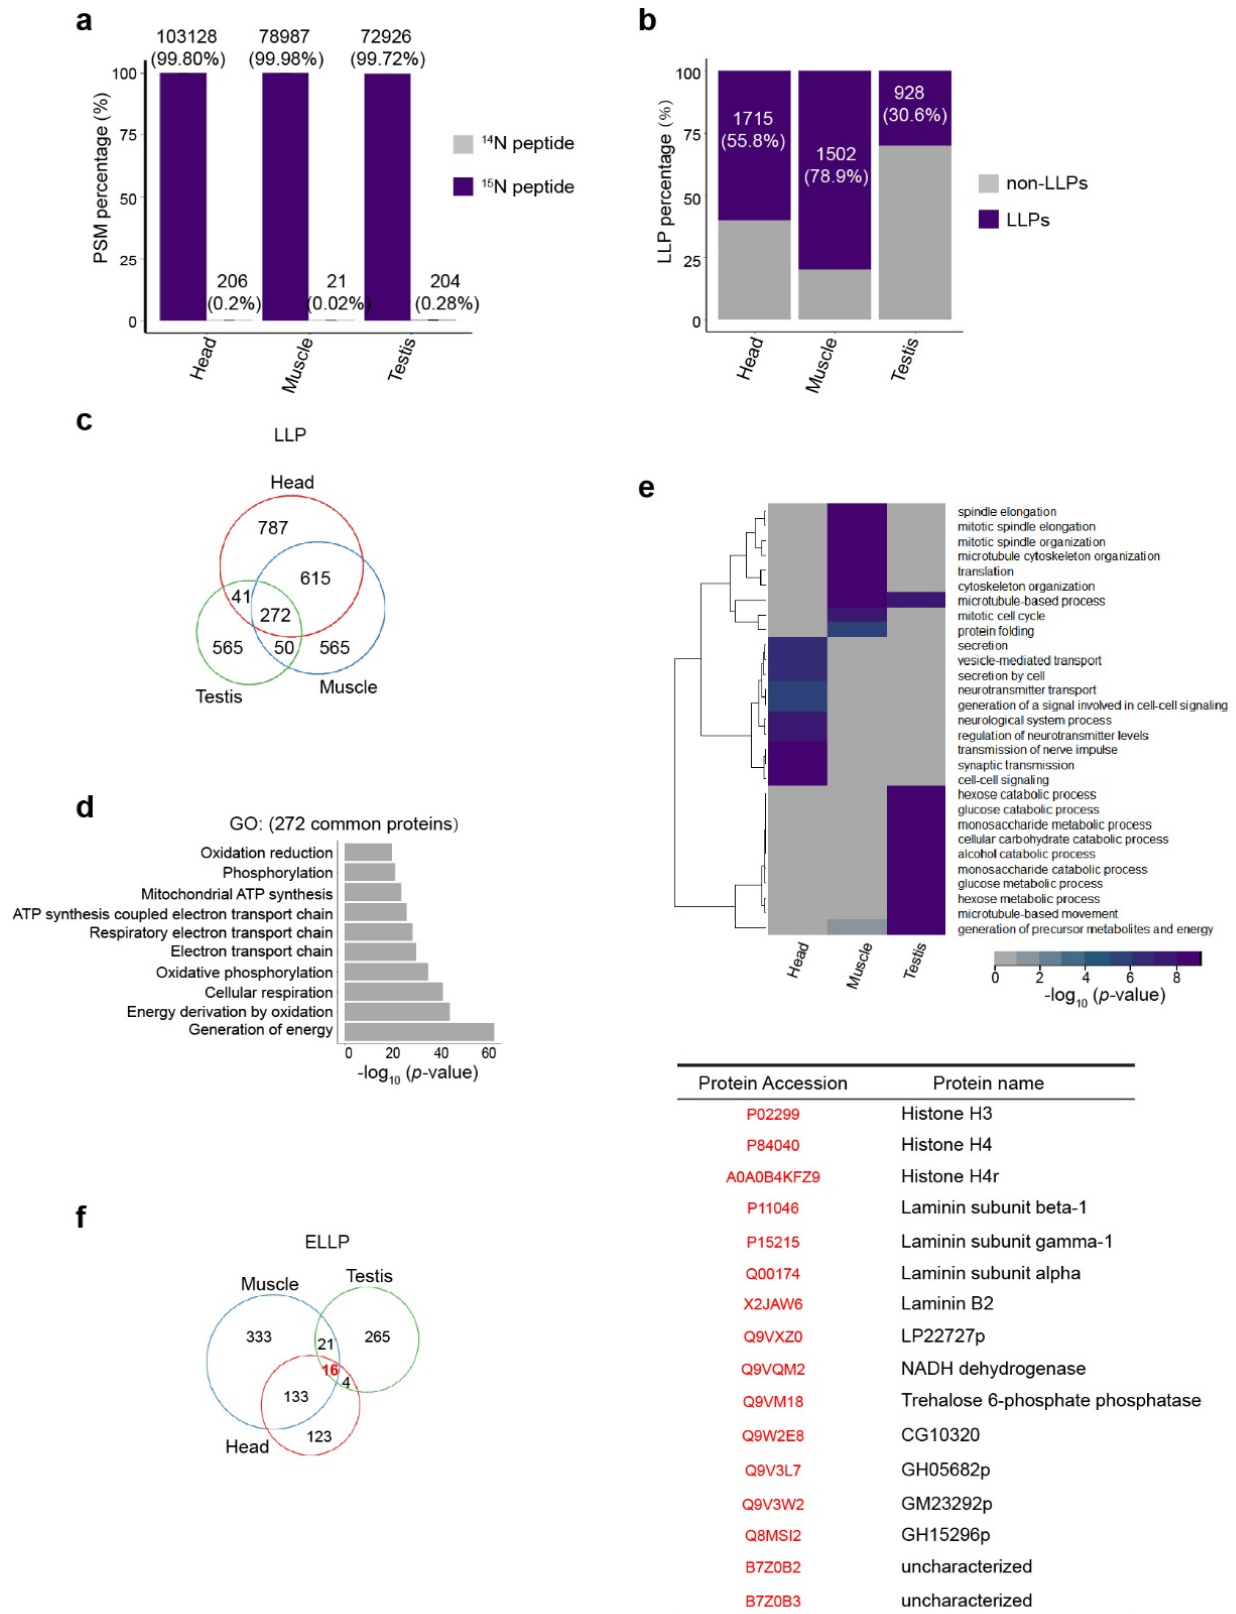 a
103128
(99.80%)
78987
(99.98%)
72926
(99.72%)
PSM percentage (%)
100
75
50
25
0
206
(0.2%)
21
(0.02%)
204
(0.28%)
Head
Muscle
Testis
14N peptide
15N peptide
b
LLP percentage (%)
100
75
50
25
0
1715
(55.8%)
1502
(78.9%)
928
(30.6%)
Head
Muscle
Testis
non-LLPs
LLPs
c
LLP
Head
787
615
41
272
565
50
565
Testis
Muscle
d
GO: (272 common proteins)
Oxidation reduction
Phosphorylation
Mitochondrial ATP synthesis
ATP synthesis coupled electron transport chain
Respiratory electron transport chain
Electron transport chain
Oxidative phosphorylation
Cellular respiration
Energy derivation by oxidation
Generation of energy
0 20 40 60
-log10 (p-value)
e
spindle elongation
mitotic spindle elongation
mitotic spindle organization
microtubule cytoskeleton organization
translation
cytoskeleton organization
microtubule-based process
mitotic cell cycle
protein folding
secretion
vesicle-mediated transport
secretion by cell
neurotransmitter transport
generation of a signal involved in cell-cell signaling
neurological system process
regulation of neurotransmitter levels
transmission of nerve impulse
synaptic transmission
cell-cell signaling
hexose catabolic process
glucose catabolic process
monosaccharide metabolic process
cellular carbohydrate catabolic process
alcohol catabolic process
monosaccharide catabolic process
glucose metabolic process
hexose metabolic process
microtubule-based movement
generation of precursor metabolites and energy
Head
Muscle
Testis
0 2 4 6 8
-log10 (p-value)
f
ELLP
Muscle
Testis
333
21
265
16
4
133
123
Head
Protein Accession Protein name
P02299 Histone H3
P84040 Histone H4
A0A0B4KFZ9 Histone H4r
P11046 Laminin subunit beta-1
P15215 Laminin subunit gamma-1
Q00174 Laminin subunit alpha
X2JAW6 Laminin B2
Q9VXZ0 LP22727p
Q9VQM2 NADH dehydrogenase
Q9VM18 Trehalose 6-phosphate phosphatase
Q9W2E8 CG10320
Q9V3L7 GH05682p
Q9V3W2 GM23292p
Q8MSI2 GH15296p
B7Z0B2 uncharacterized
B7Z0B3 uncharacterized